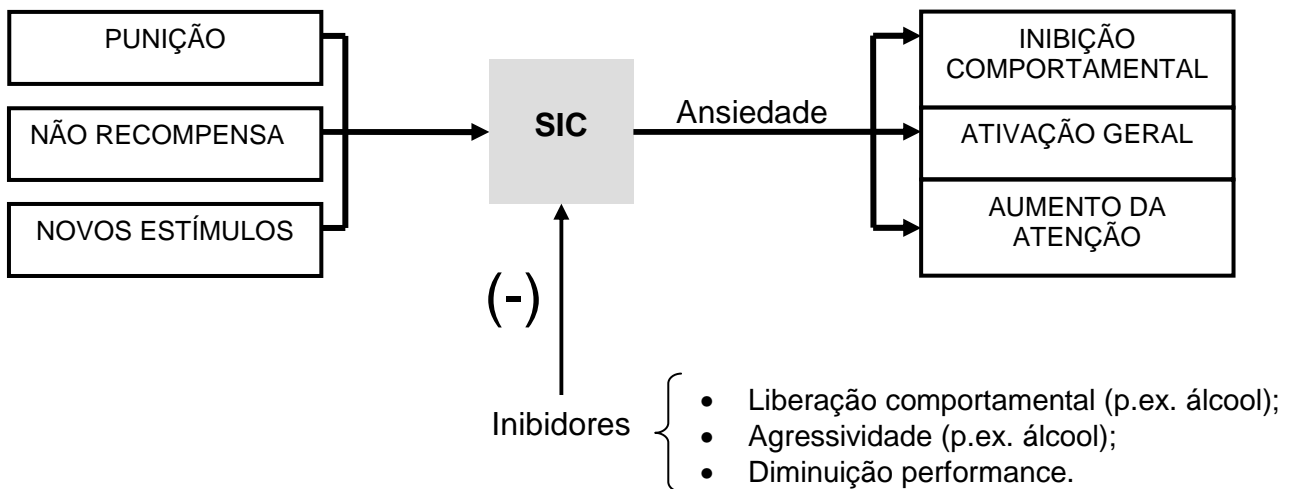 PUNIÇÃO
NÃO RECOMPENSA
NOVOS ESTÍMULOS
SIC
Ansiedade
INIBIÇÃO
COMPORTAMENTAL
ATIVAÇÃO GERAL
AUMENTO DA
ATENÇÃO
(-)
Inibidores
• Liberação comportamental (p.ex. álcool);
• Agressividade (p.ex. álcool);
• Diminuição performance.